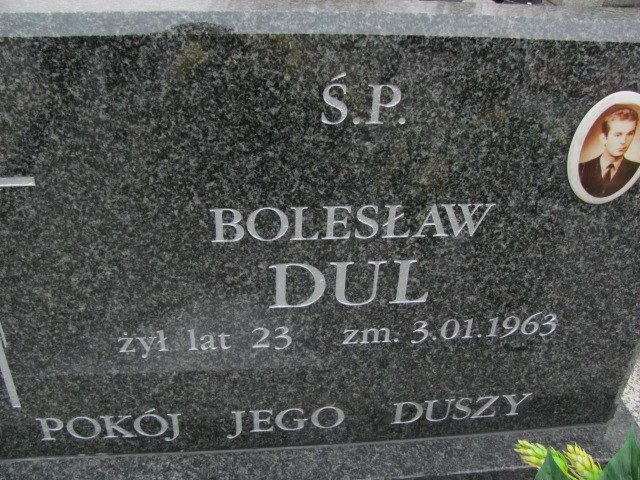 Ś.P.
BOLESŁAW
DUL
żył lat 23 zm. 3.01.1963
POKÓJ JEGO DUSZY